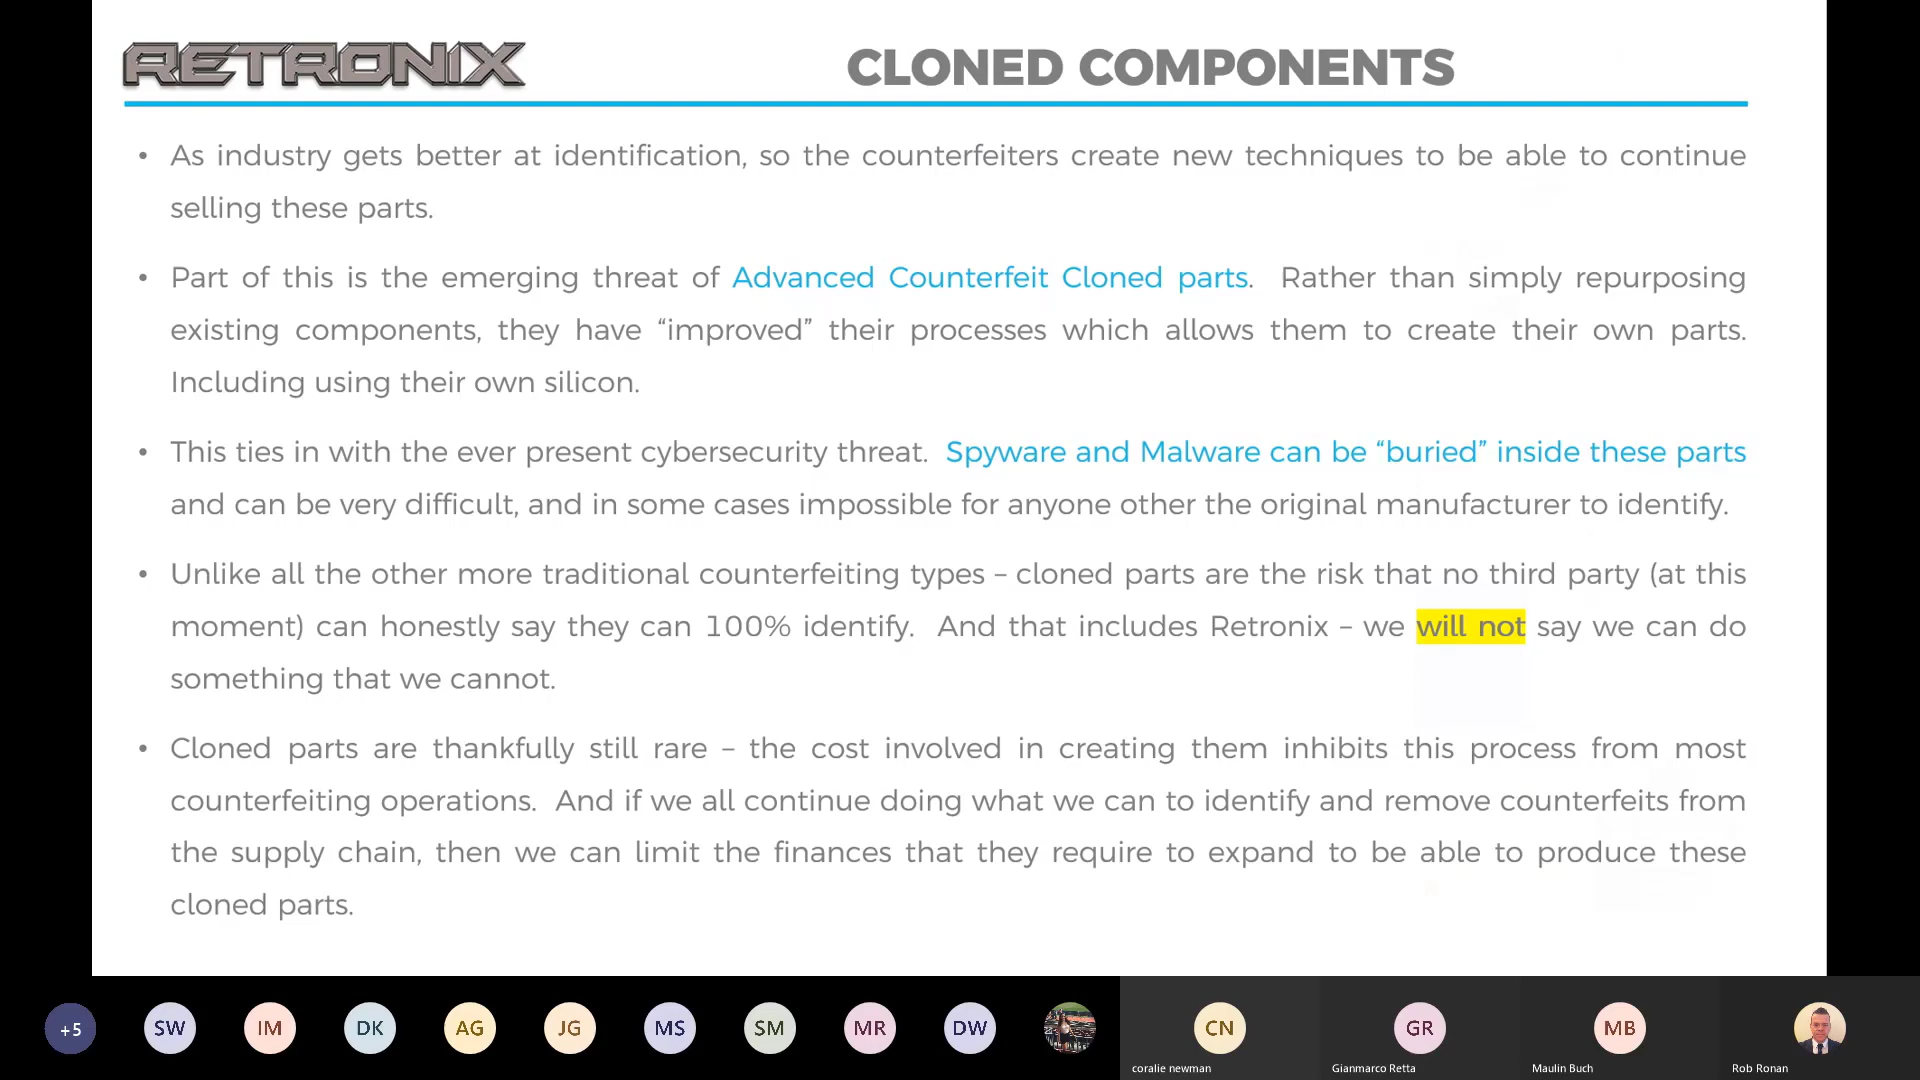 RETRONIX
CLONED COMPONENTS
• As industry gets better at identification, so the counterfeiters create new techniques to be able to continue
selling these parts.
• Part of this is the emerging threat of Advanced Counterfeit Cloned parts. Rather than simply repurposing
existing components, they have “improved” their processes which allows them to create their own parts.
Including using their own silicon.
• This ties in with the ever present cybersecurity threat. Spyware and Malware can be “buried” inside these parts
and can be very difficult, and in some cases impossible for anyone other the original manufacturer to identify.
• Unlike all the other more traditional counterfeiting types – cloned parts are the risk that no third party (at this
moment) can honestly say they can 100% identify. And that includes Retronix – we will not say we can do
something that we cannot.
• Cloned parts are thankfully still rare – the cost involved in creating them inhibits this process from most
counterfeiting operations. And if we all continue doing what we can to identify and remove counterfeits from
the supply chain, then we can limit the finances that they require to expand to be able to produce these
cloned parts.
+5 SW IM DK AG JG MS SM MR DW CN GR MB
coralie newman Gianmarco Retta Maulin Buch Rob Ronan